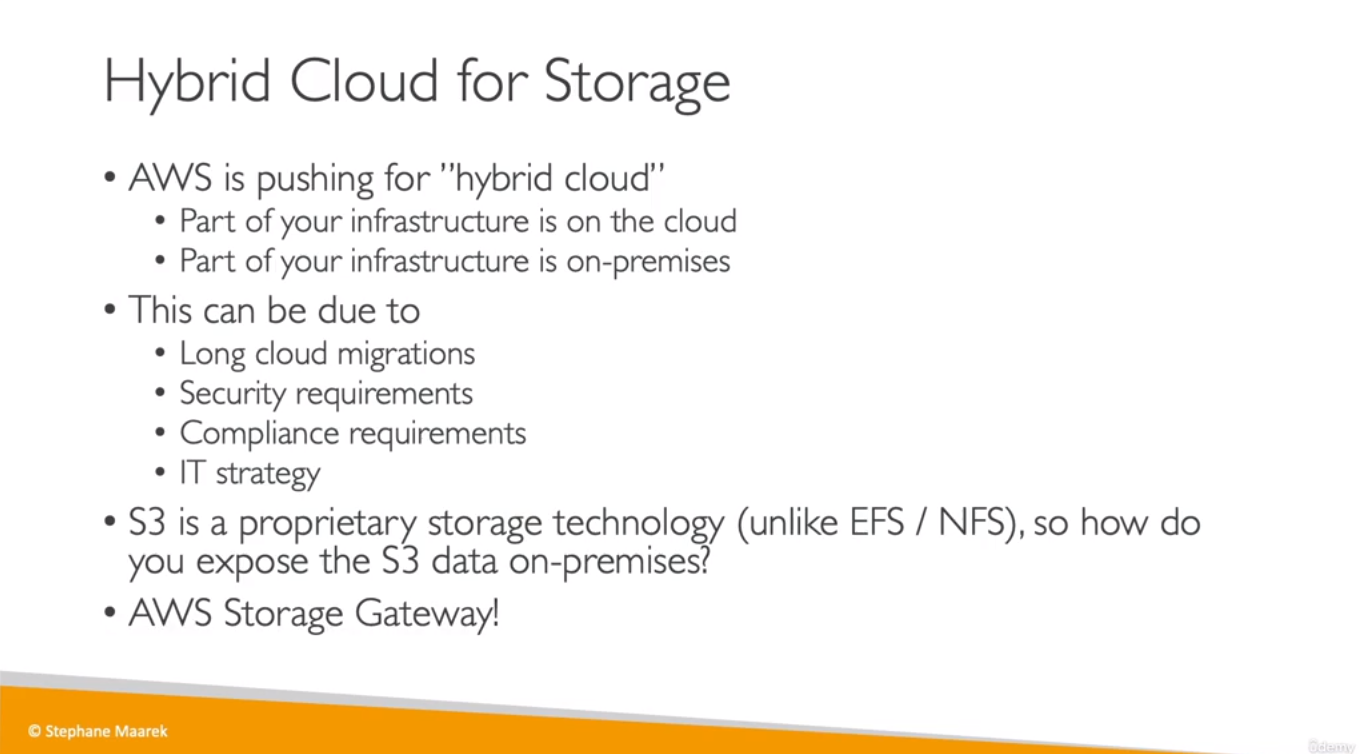 Hybrid Cloud for Storage
• AWS is pushing for ”hybrid cloud”
• Part of your infrastructure is on the cloud
• Part of your infrastructure is on-premises
• This can be due to
• Long cloud migrations
• Security requirements
• Compliance requirements
• IT strategy
• S3 is a proprietary storage technology (unlike EFS / NFS), so how do
you expose the S3 data on-premises?
• AWS Storage Gateway!
© Stephane Maarek
ûdemy